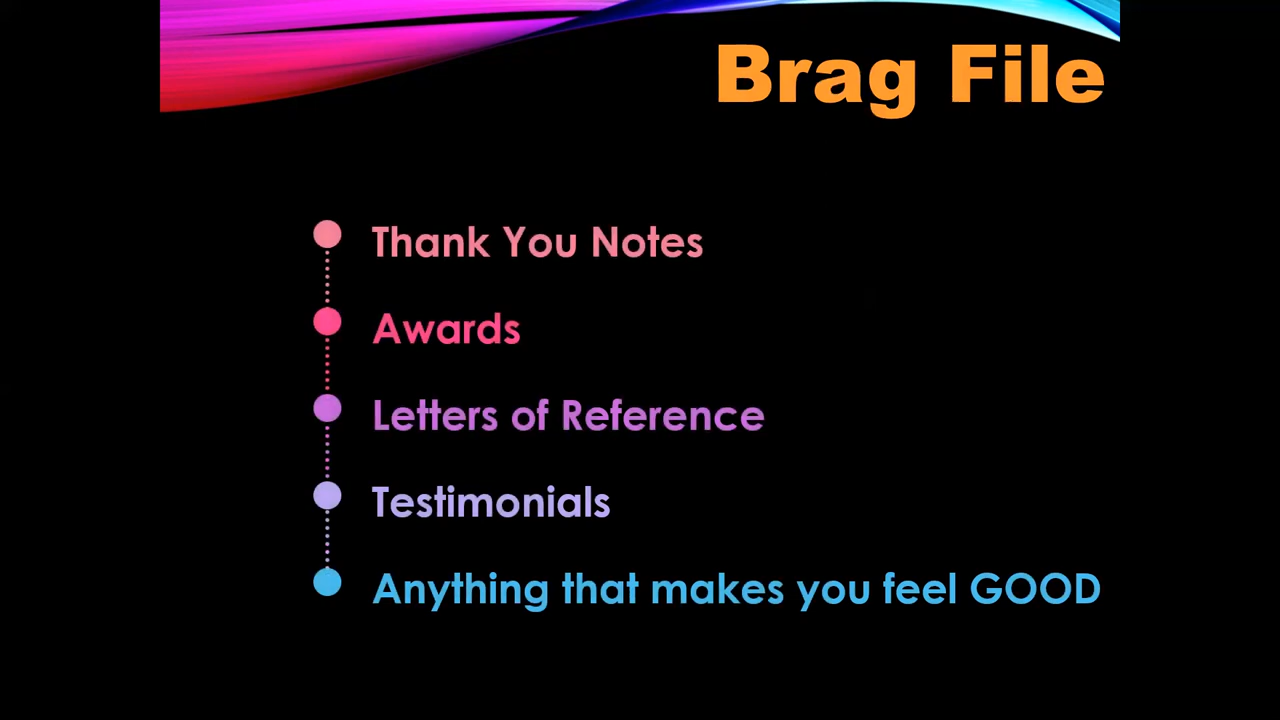 Brag File
Thank You Notes
Awards
Letters of Reference
Testimonials
Anything that makes you feel GOOD